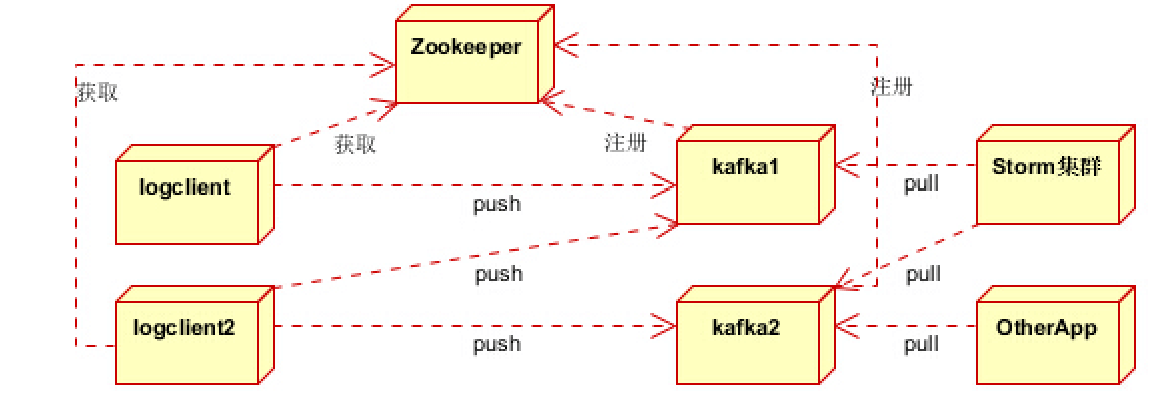 Zookeeper
获取
注册
获取
注册
logclient
kafka1
Storm集群
push
pull
push
pull
logclient2
kafka2
OtherApp
push
pull